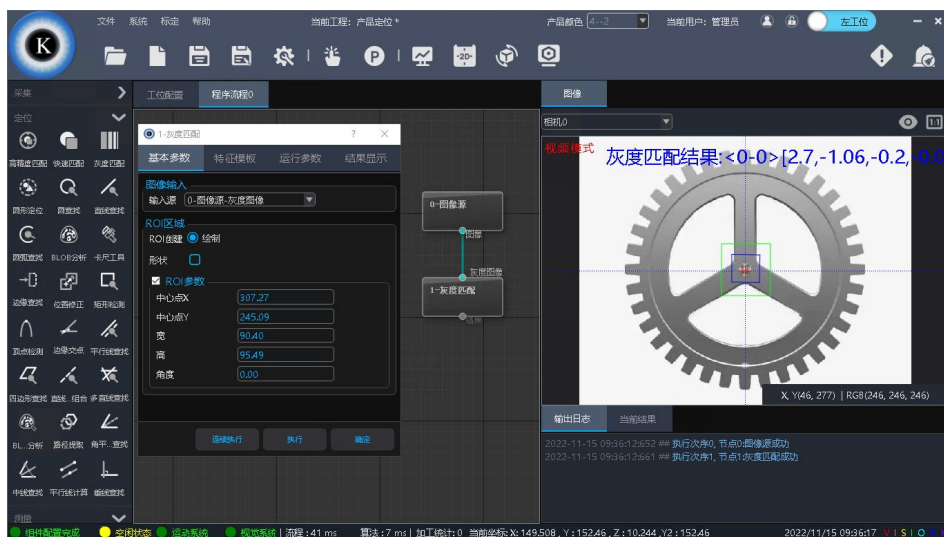 文件 系统 标定 帮助 当前工程: 产品定位 * 产品颜色 4--2 当前用户: 管理员 左工位
K
P -2D-
采集 工位配置 程序流程0 图像
定位
相机0 1:1
高精度匹配 快速匹配 灰度匹配
1-灰度匹配 ? ×
视频模式 灰度匹配结果:<0-0>[2.7,-1.06,-0.2,-0.0
基本参数 特征模板 运行参数 结果显示
图像输入
输入源 0-图像源-灰度图像
圆形定位 圆查找 直线查找
ROI区域
ROI创建 绘制
形状
圆弧查找 BLOB分析 卡尺工具
ROI参数
中心点X 307.27
中心点Y 245.09
宽 90.40
高 95.49
角度 0.00
0-图像源
图像
灰度图像
1-灰度匹配
结果
边缘查找 位置修正 矩形检测
顶点检测 边缘交点 平行线查找
四边形查找 直线...组合 多直线查找
X, Y(46, 277) | RGB(246, 246, 246)
连续执行 执行 确定
输出日志 当前结果
BL...分析 路径提取 角平...查找
2022-11-15 09:36:12:652 ## 执行次序0, 节点0:图像源成功
2022-11-15 09:36:12:661 ## 执行次序1, 节点1:灰度匹配成功
中线查找 平行线计算 垂线查找
测量
组件配置完成 空闲状态 运动系统 视觉系统 | 流程 : 41 ms 算法 : 7 ms | 加工统计: 0 当前坐标: X: 149.508 , Y : 152.46 , Z : 10.244 ,Y2 : 152.46 2022/11/15 09:36:17 V I S I O